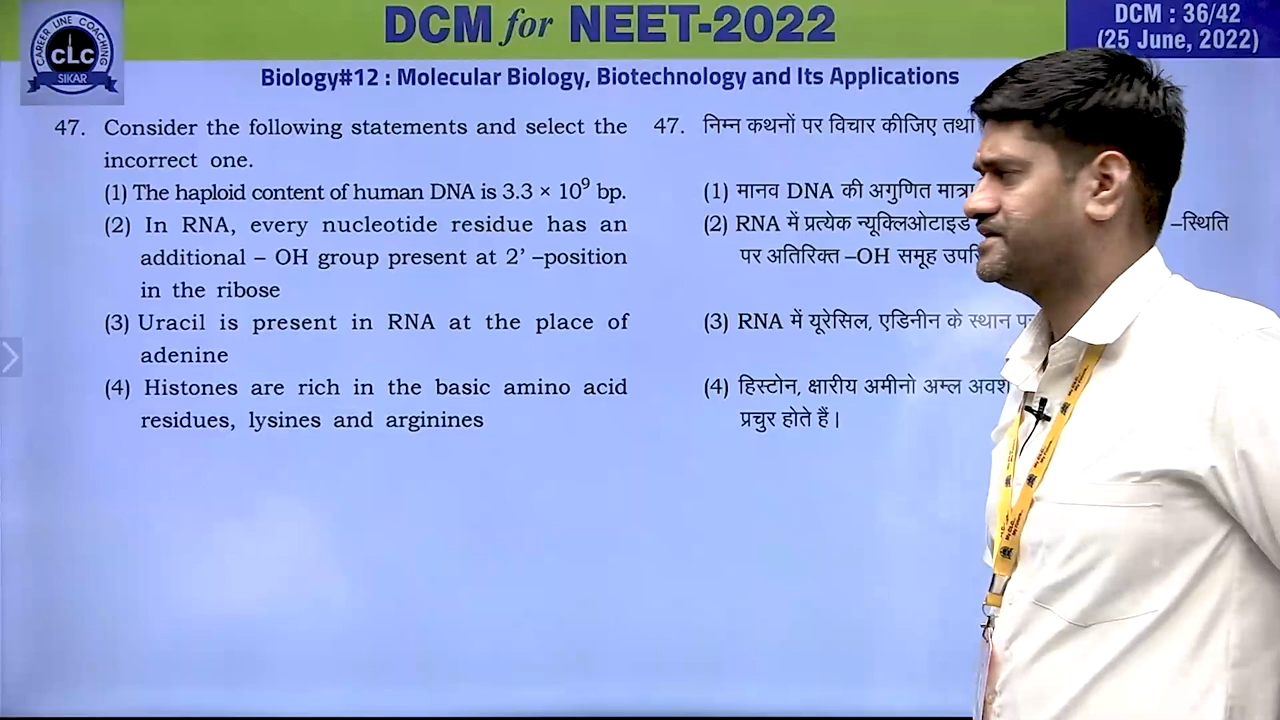 DCM for NEET-2022
DCM : 36/42
(25 June, 2022)
CAREER LINE COACHING
CLC
SIKAR
Biology#12 : Molecular Biology, Biotechnology and Its Applications
47. Consider the following statements and select the
incorrect one.
(1) The haploid content of human DNA is 3.3 × 10⁹ bp.
(2) In RNA, every nucleotide residue has an
additional – OH group present at 2’ –position
in the ribose
(3) Uracil is present in RNA at the place of
adenine
(4) Histones are rich in the basic amino acid
residues, lysines and arginines
47. निम्न कथनों पर विचार कीजिए तथा
(1) मानव DNA की अगुणित मात्रा
(2) RNA में प्रत्येक न्यूक्लिओटाइड –स्थिति
पर अतिरिक्त –OH समूह
(3) RNA में यूरेसिल, एडिनीन के स्थान
(4) हिस्टोन, क्षारीय अमीनो अम्ल
प्रचुर होते हैं।